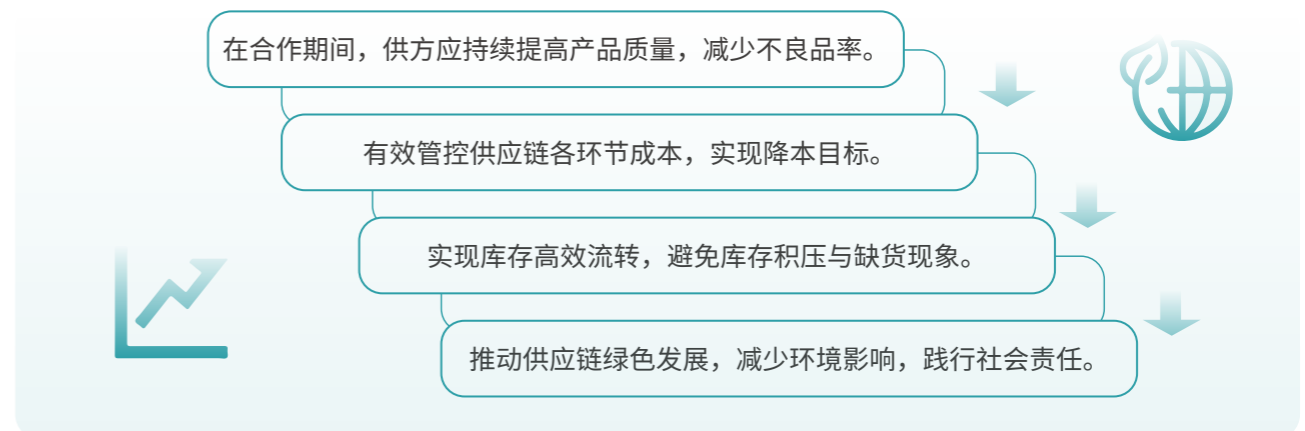 在合作期间，供方应持续提高产品质量，减少不良品率。
有效管控供应链各环节成本，实现降本目标。
实现库存高效流转，避免库存积压与缺货现象。
推动供应链绿色发展，减少环境影响，践行社会责任。